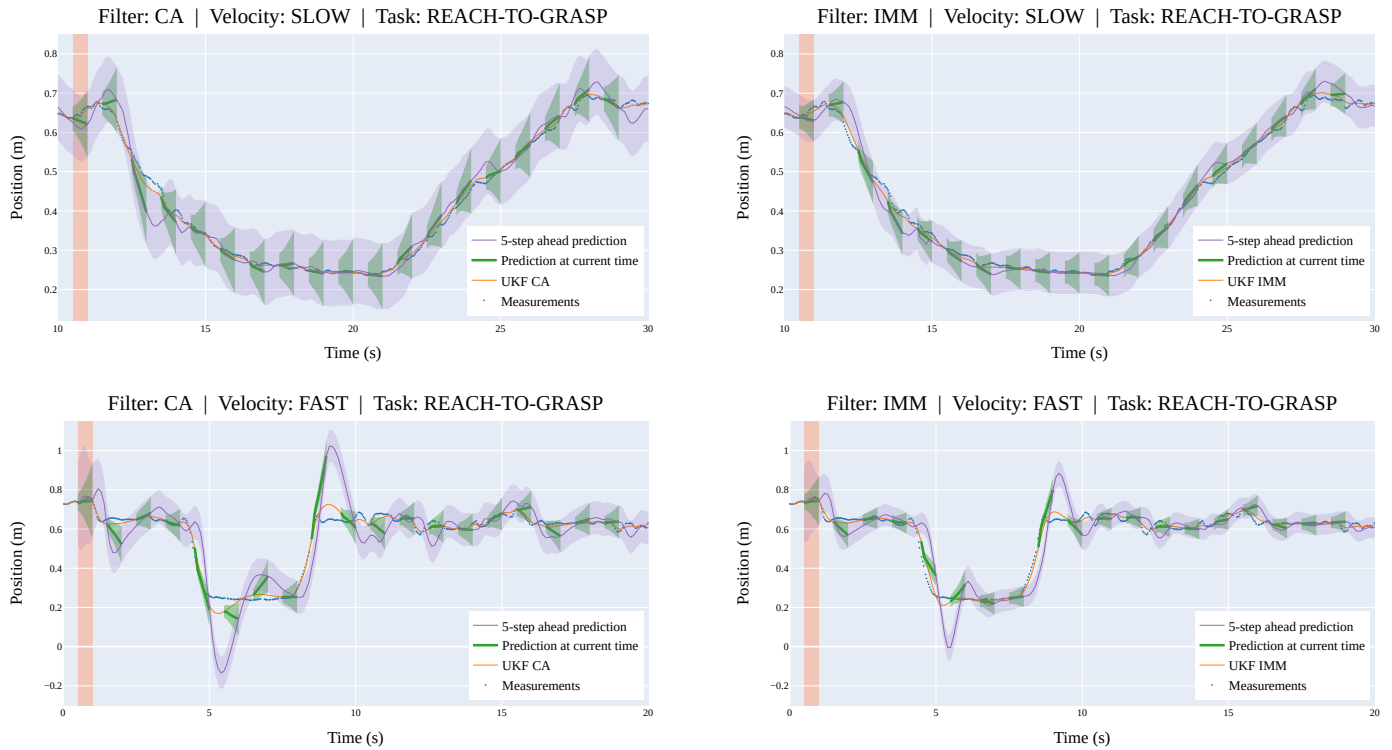 Filter: CA | Velocity: SLOW | Task: REACH-TO-GRASP
Position (m)
0.8
0.7
0.6
0.5
0.4
0.3
0.2
10
15
20
25
30
Time (s)
5-step ahead prediction
Prediction at current time
UKF CA
Measurements
Filter: IMM | Velocity: SLOW | Task: REACH-TO-GRASP
Position (m)
0.8
0.7
0.6
0.5
0.4
0.3
0.2
10
15
20
25
30
Time (s)
5-step ahead prediction
Prediction at current time
UKF IMM
Measurements
Filter: CA | Velocity: FAST | Task: REACH-TO-GRASP
Position (m)
1
0.8
0.6
0.4
0.2
0
−0.2
0
5
10
15
20
Time (s)
5-step ahead prediction
Prediction at current time
UKF CA
Measurements
Filter: IMM | Velocity: FAST | Task: REACH-TO-GRASP
Position (m)
1
0.8
0.6
0.4
0.2
0
−0.2
0
5
10
15
20
Time (s)
5-step ahead prediction
Prediction at current time
UKF IMM
Measurements